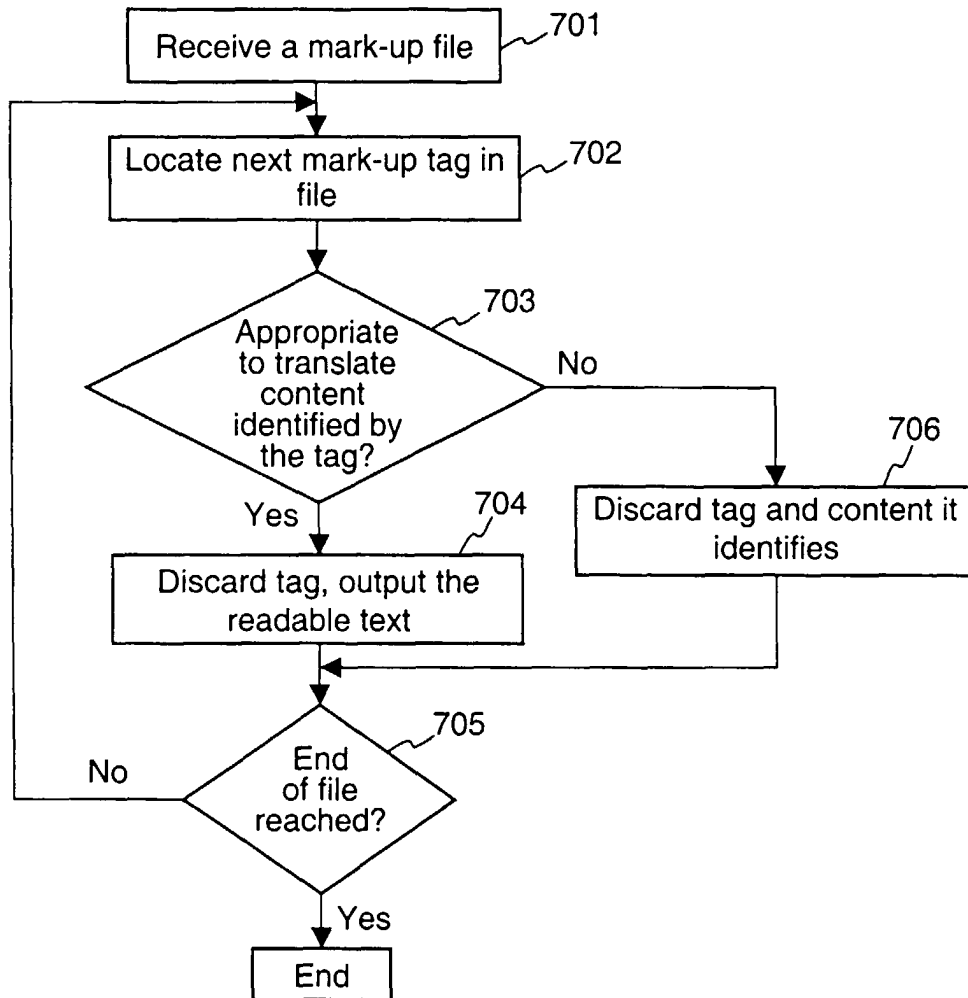 701
Receive a mark-up file
702
Locate next mark-up tag in
file
703
Appropriate
to translate
content
identified by
the tag?
No
Yes
706
Discard tag and content it
identifies
704
Discard tag, output the
readable text
705
End
of file
reached?
No
Yes
End